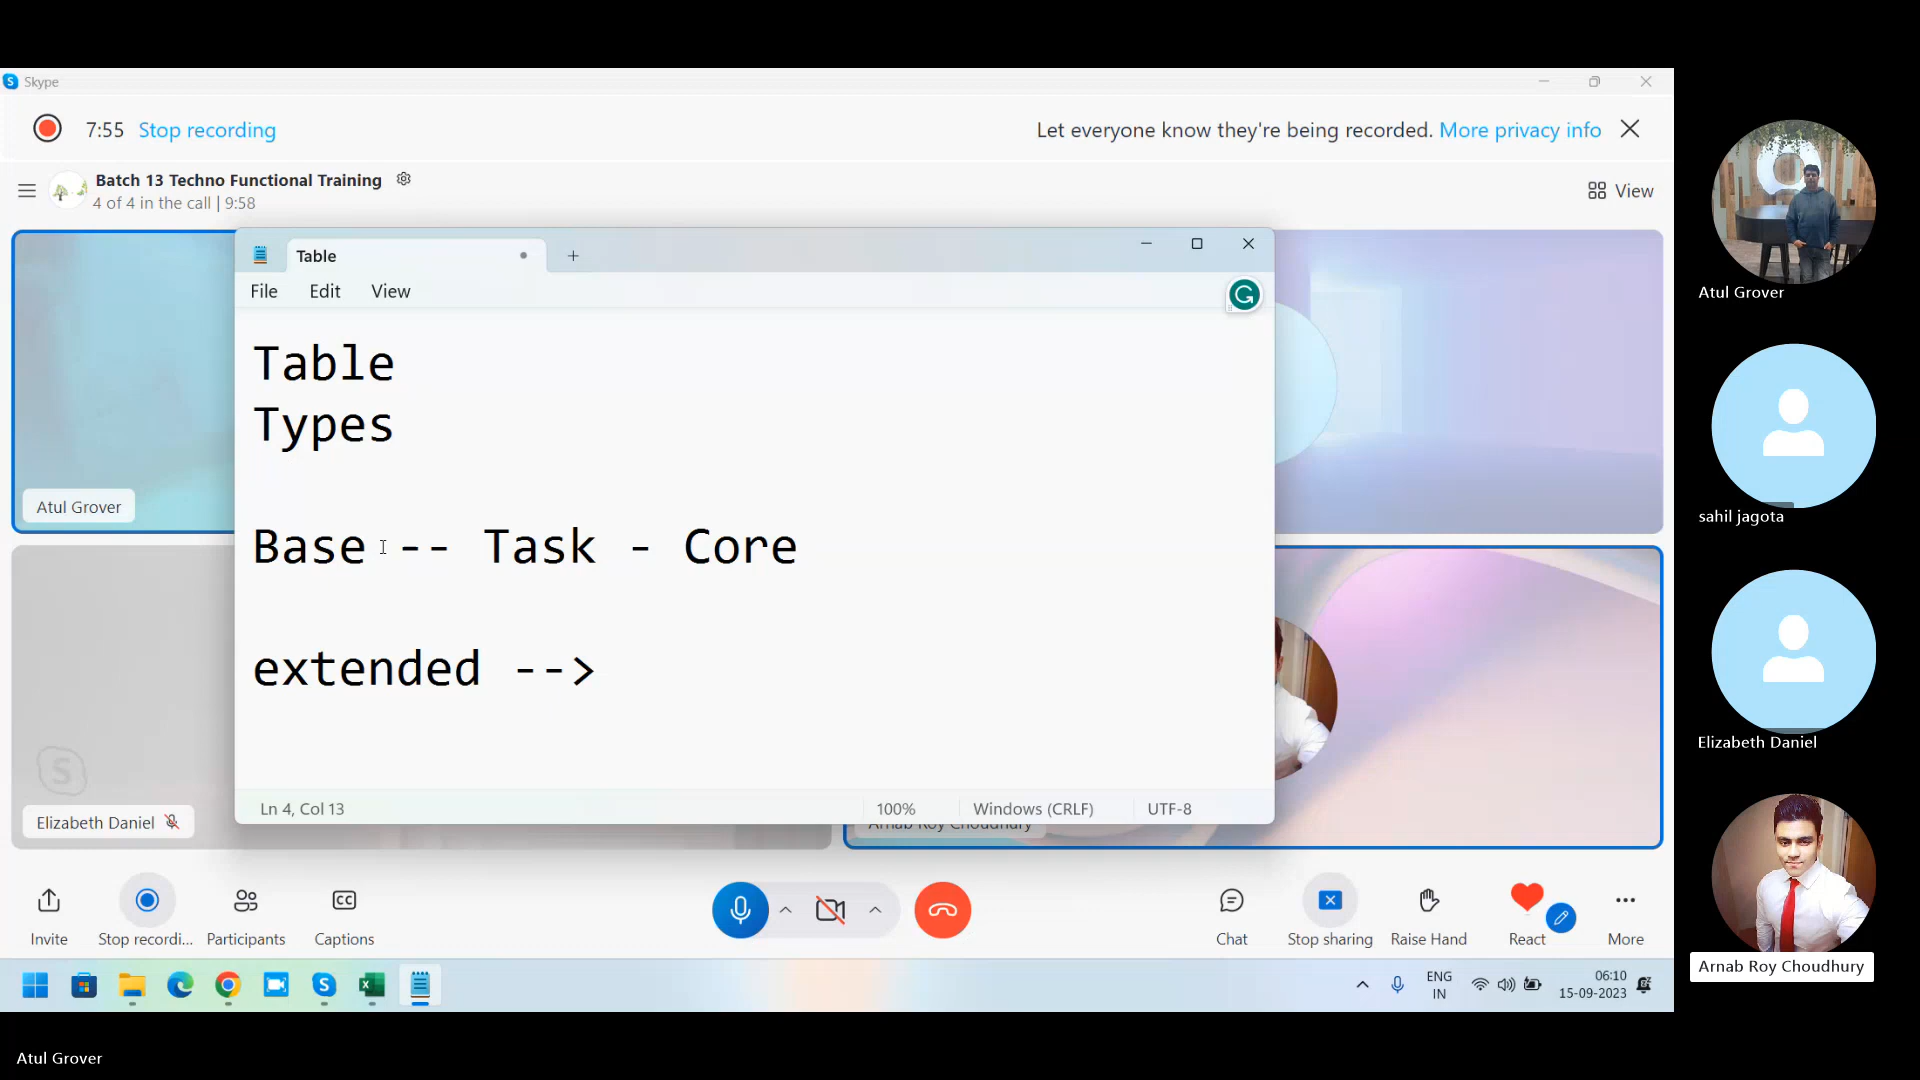 Skype
7:55 Stop recording
Let everyone know they're being recorded. More privacy info
Batch 13 Techno Functional Training
4 of 4 in the call | 9:58
View
Table
File Edit View
Table
Types
Base -- Task - Core
extended -->
Ln 4, Col 13
100%
Windows (CRLF)
UTF-8
Atul Grover
Elizabeth Daniel
Arnab Roy Choudhury
Invite
Stop recordi...
Participants
CC
Captions
Chat
Stop sharing
Raise Hand
React
More
ENG
IN
06:10
15-09-2023
Atul Grover
sahil jagota
Elizabeth Daniel
Arnab Roy Choudhury
Atul Grover